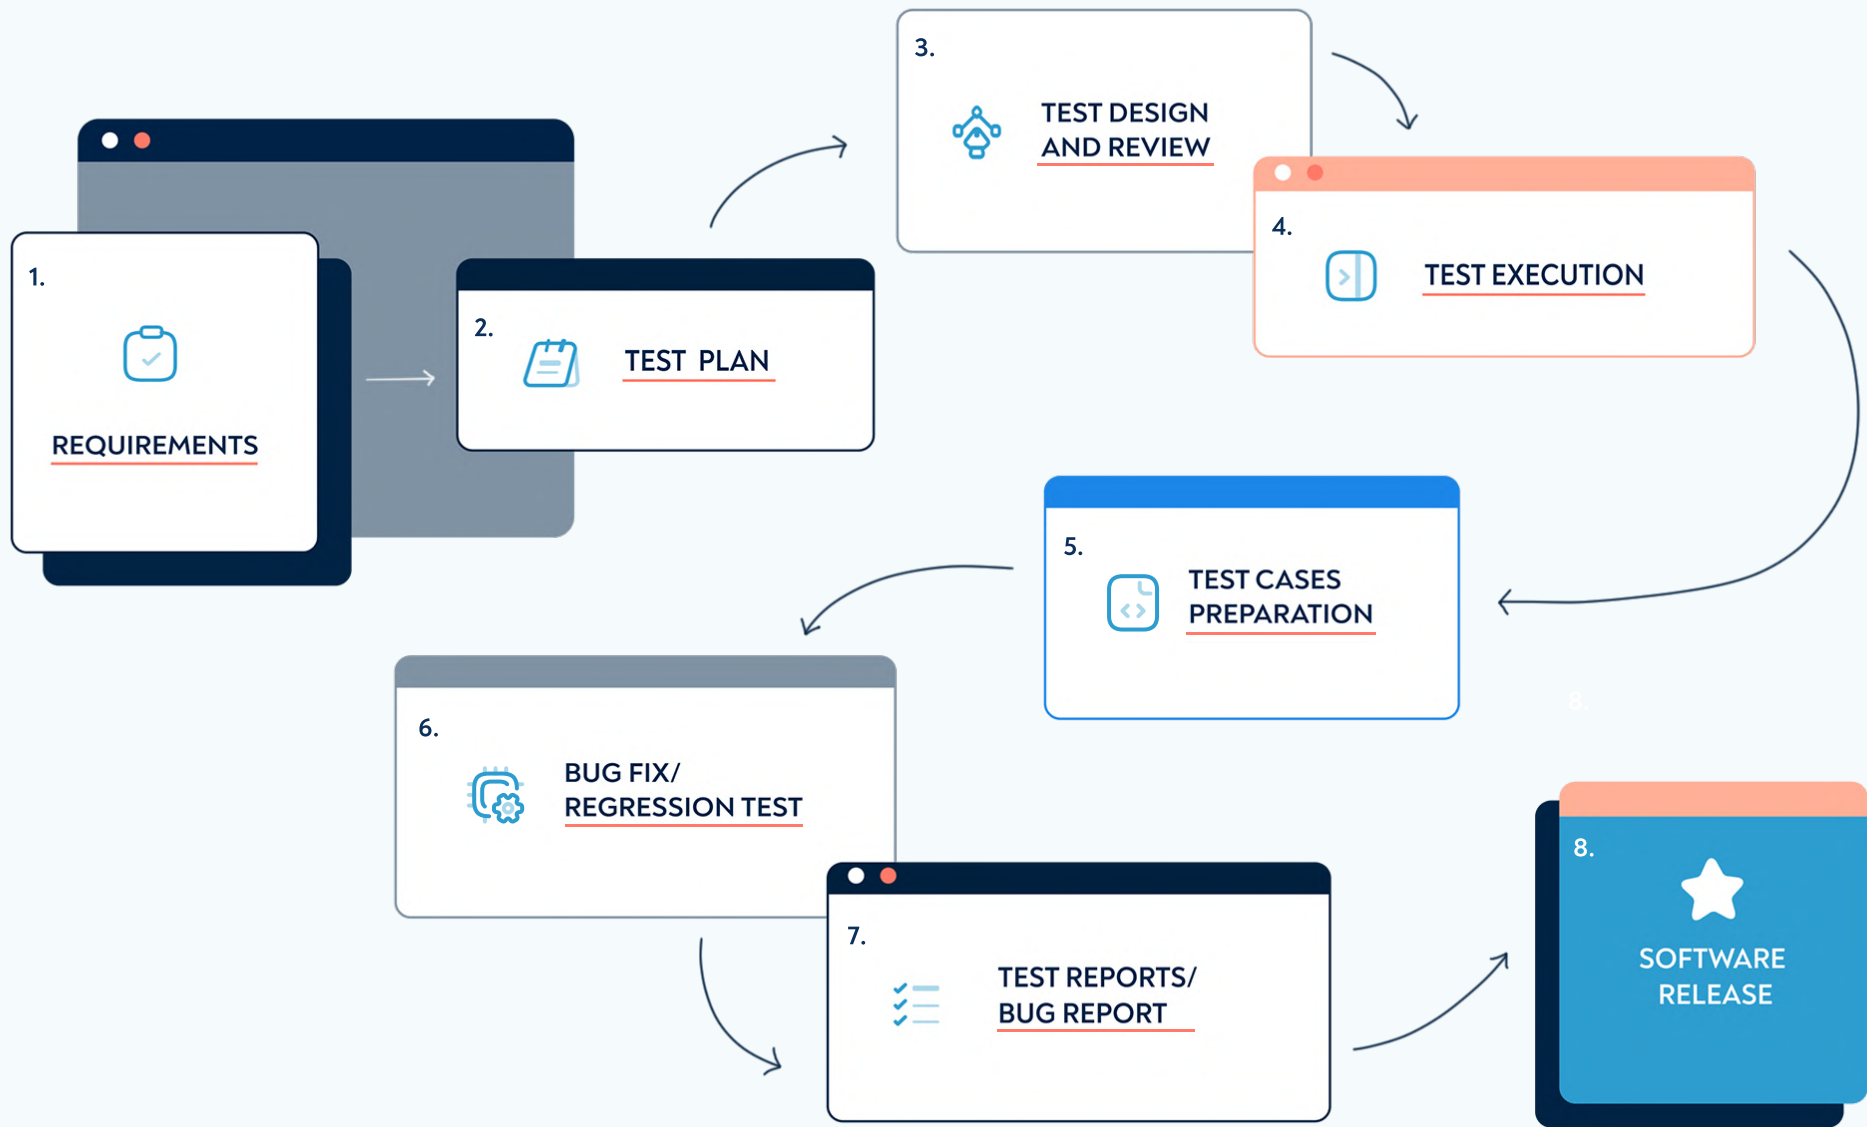 1.
REQUIREMENTS
2.
TEST PLAN
3.
TEST DESIGN
AND REVIEW
4.
TEST EXECUTION
5.
TEST CASES
PREPARATION
6.
BUG FIX/
REGRESSION TEST
7.
TEST REPORTS/
BUG REPORT
8.
8.
SOFTWARE
RELEASE